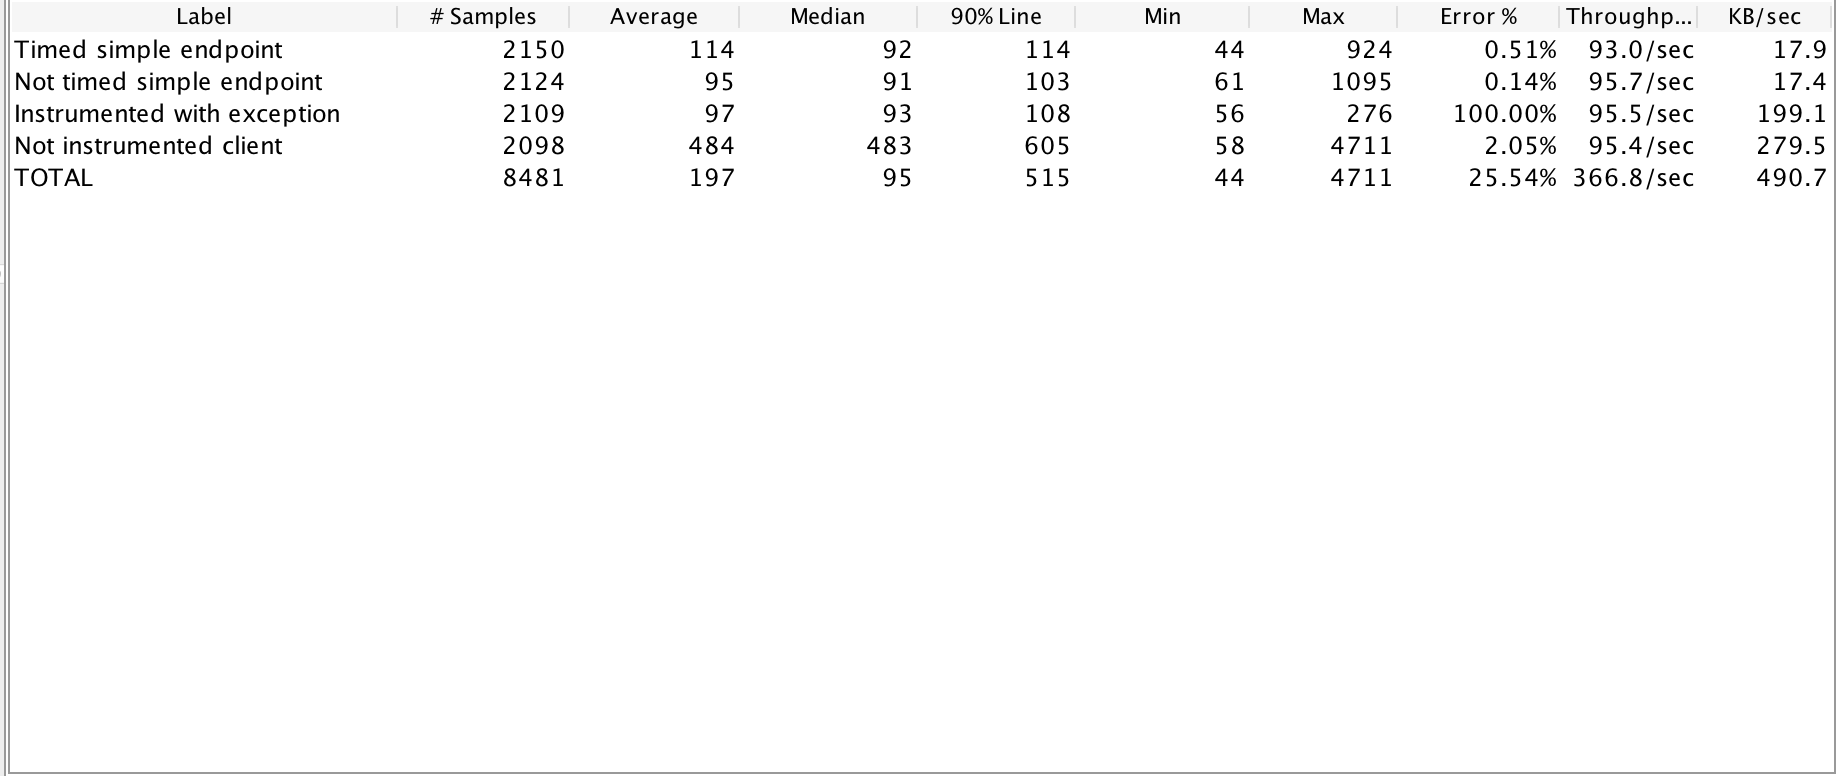 Label # Samples Average Median 90% Line Min Max Error % Throughp... KB/sec
Timed simple endpoint 2150 114 92 114 44 924 0.51% 93.0/sec 17.9
Not timed simple endpoint 2124 95 91 103 61 1095 0.14% 95.7/sec 17.4
Instrumented with exception 2109 97 93 108 56 276 100.00% 95.5/sec 199.1
Not instrumented client 2098 484 483 605 58 4711 2.05% 95.4/sec 279.5
TOTAL 8481 197 95 515 44 4711 25.54% 366.8/sec 490.7